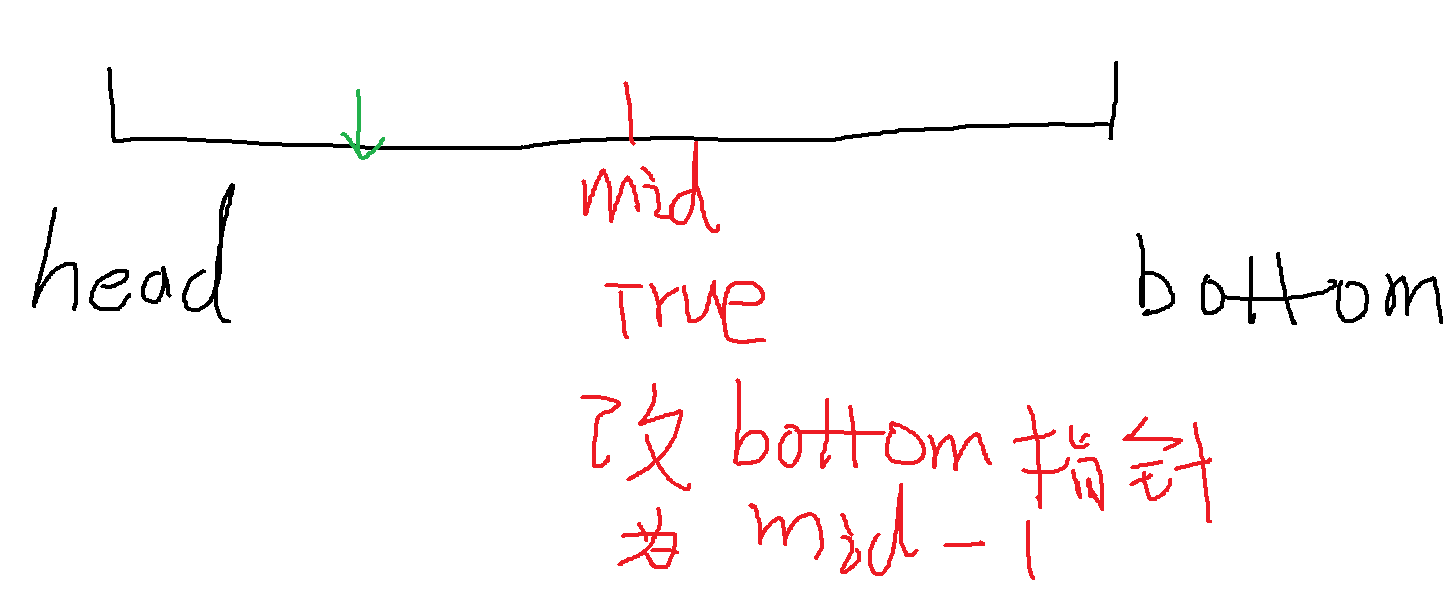 mid
head
bottom
True
改 bottom 指针
为 mid-1